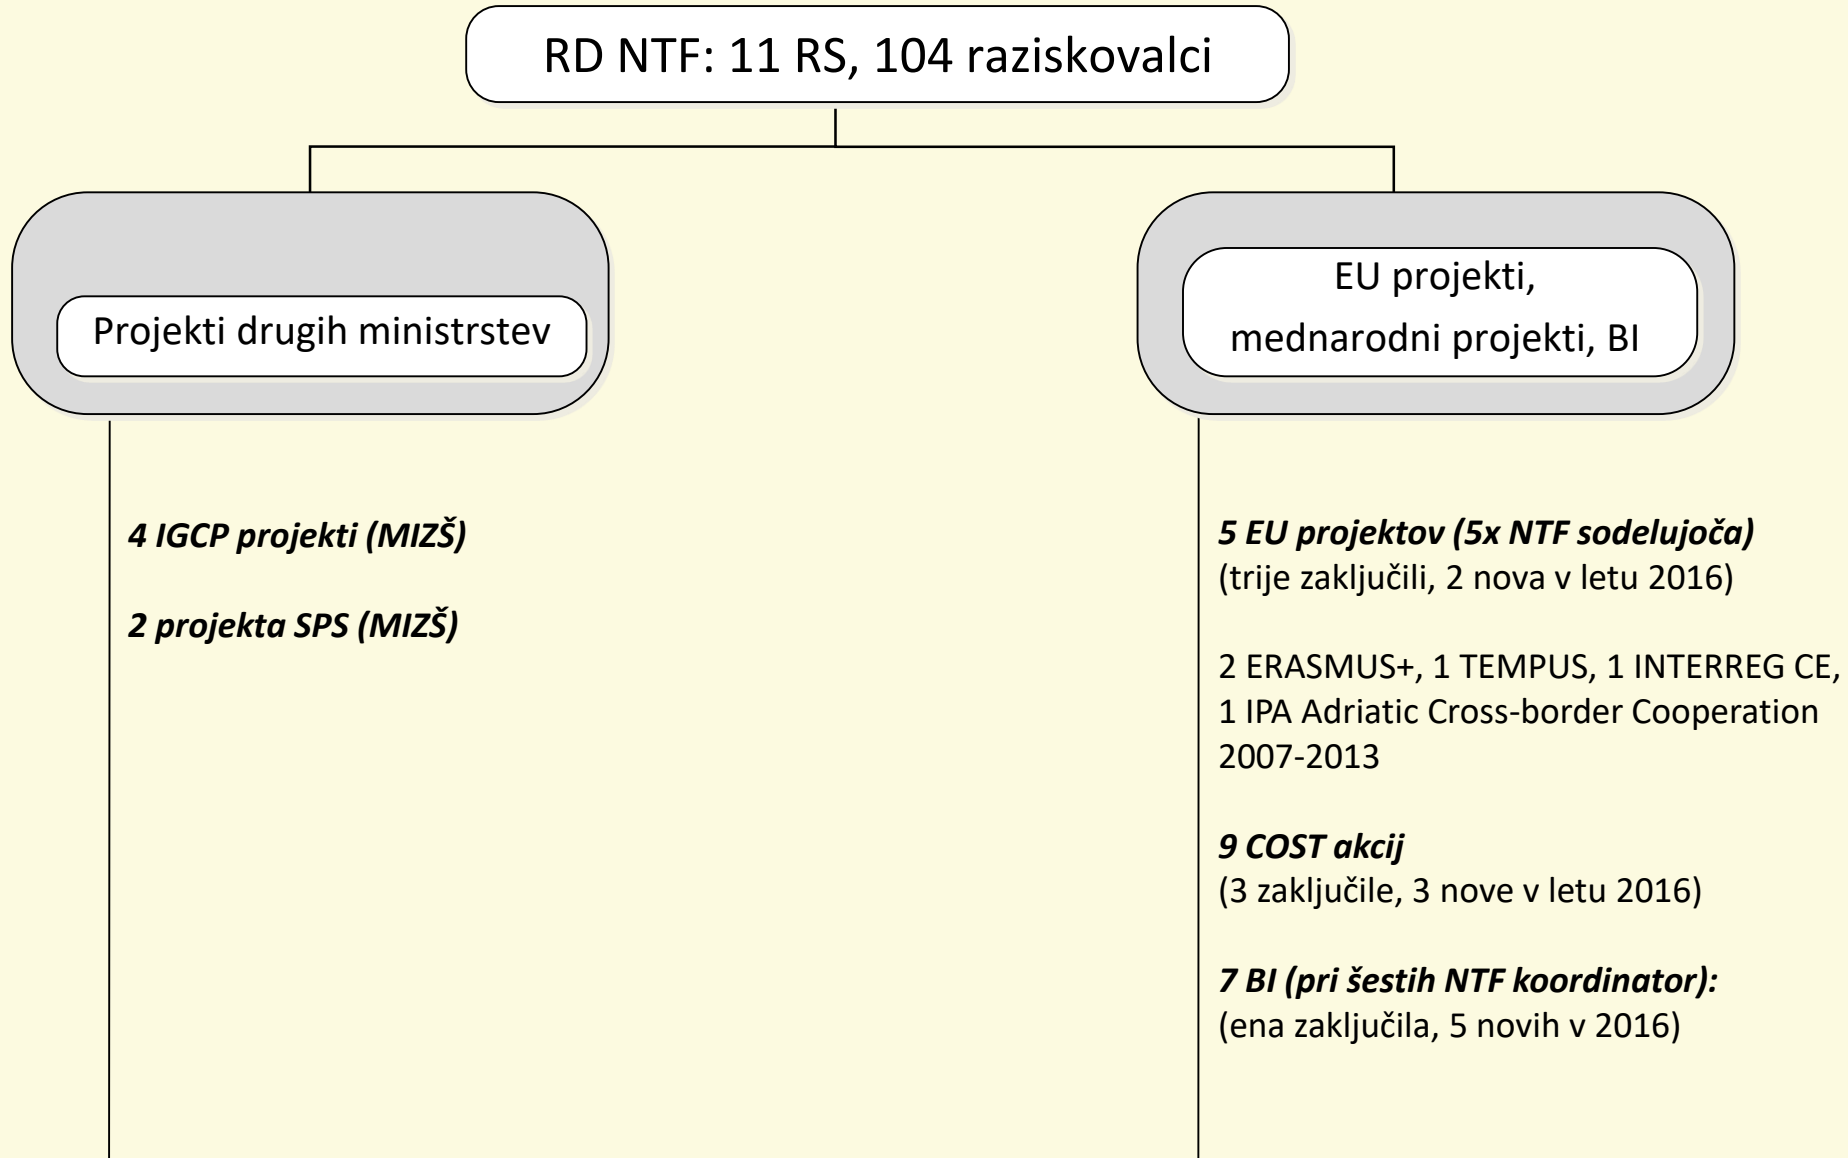 RD NTF: 11 RS, 104 raziskovalci
Projekti drugih ministrstev
4 IGCP projekti (MIZŠ)
2 projekta SPS (MIZŠ)
EU projekti,
mednarodni projekti, BI
5 EU projektov (5x NTF sodelujoča)
(trije zaključili, 2 nova v letu 2016)
2 ERASMUS+, 1 TEMPUS, 1 INTERREG CE,
1 IPA Adriatic Cross-border Cooperation
2007-2013
9 COST akcij
(3 zaključile, 3 nove v letu 2016)
7 BI (pri šestih NTF koordinator):
(ena zaključila, 5 novih v 2016)